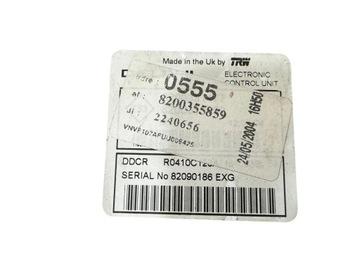 Made in the Uk by TRW
ELECTRONIC
CONTROL UNIT
0555
8200355859
2240656
24/05/2004 16H50
DDCR
SERIAL No 82090186 EXG